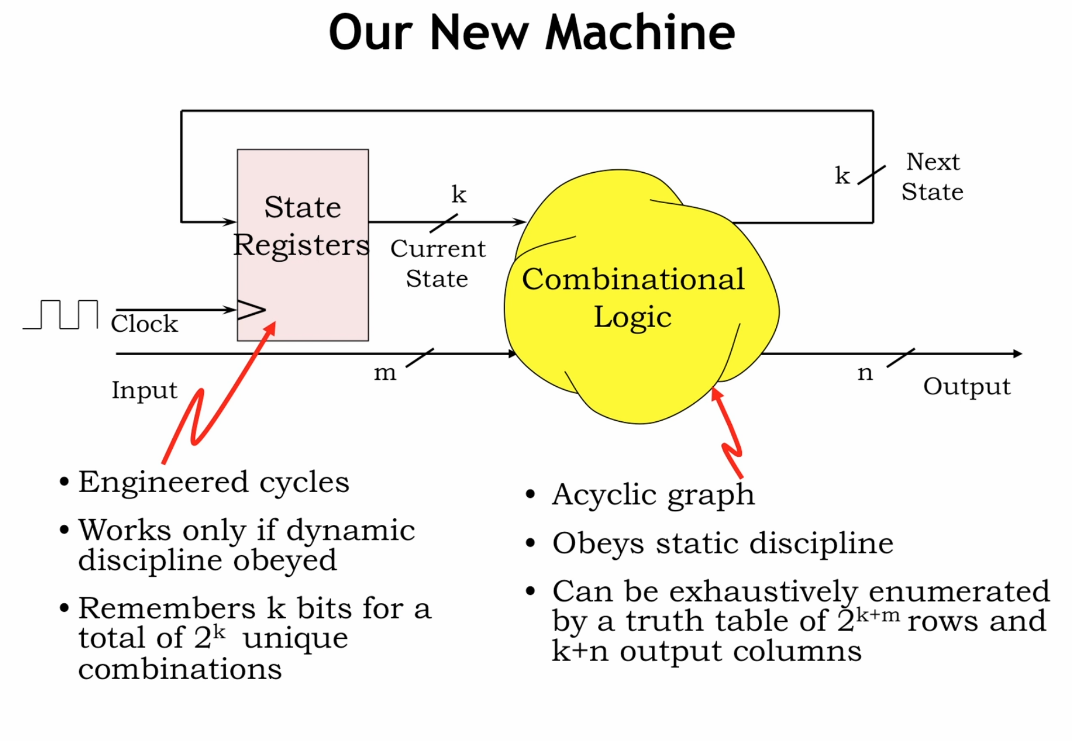 Our New Machine
State
Registers
k
Current
State
Combinational
Logic
k
Next
State
Clock
Input
m
n
Output
• Engineered cycles
• Works only if dynamic
discipline obeyed
• Remembers k bits for a
total of 2ᵏ unique
combinations
• Acyclic graph
• Obeys static discipline
• Can be exhaustively enumerated
by a truth table of 2ᵏ⁺ᵐ rows and
k+n output columns